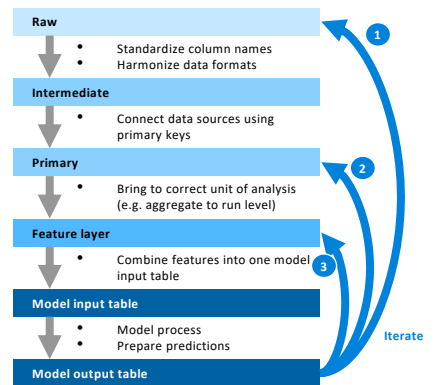 Raw
1
• Standardize column names
• Harmonize data formats
Intermediate
• Connect data sources using
primary keys
Primary
2
• Bring to correct unit of analysis
(e.g. aggregate to run level)
Feature layer
• Combine features into one model
input table
3
Model input table
• Model process
• Prepare predictions
Iterate
Model output table